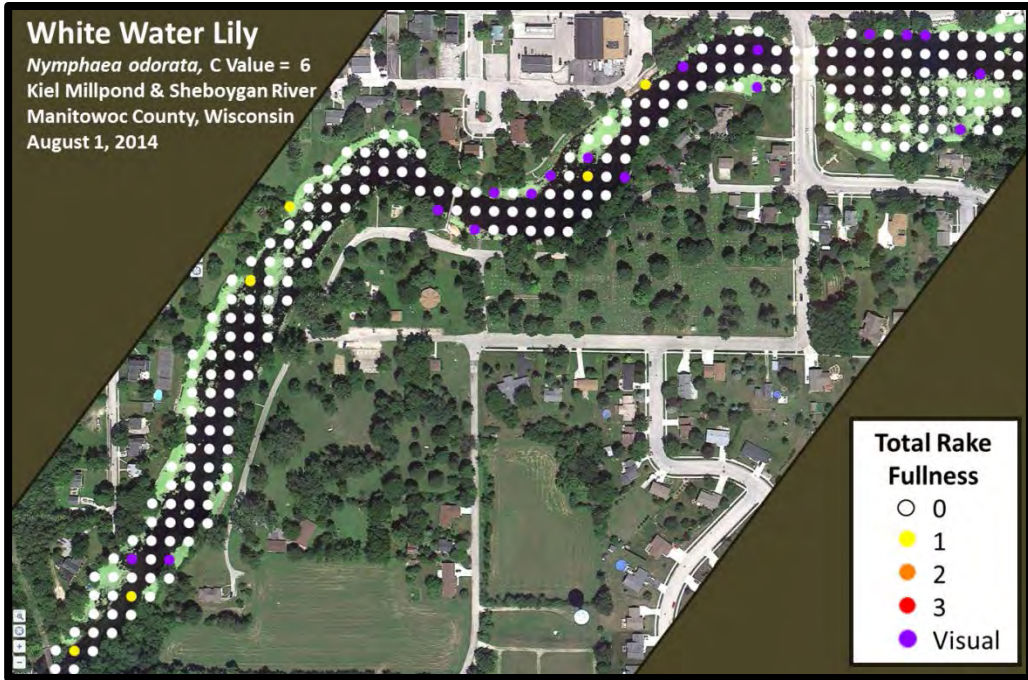 White Water Lily
Nymphaea odorata, C Value = 6
Kiel Millpond & Sheboygan River
Manitowoc County, Wisconsin
August 1, 2014
Total Rake
Fullness
0
1
2
3
Visual